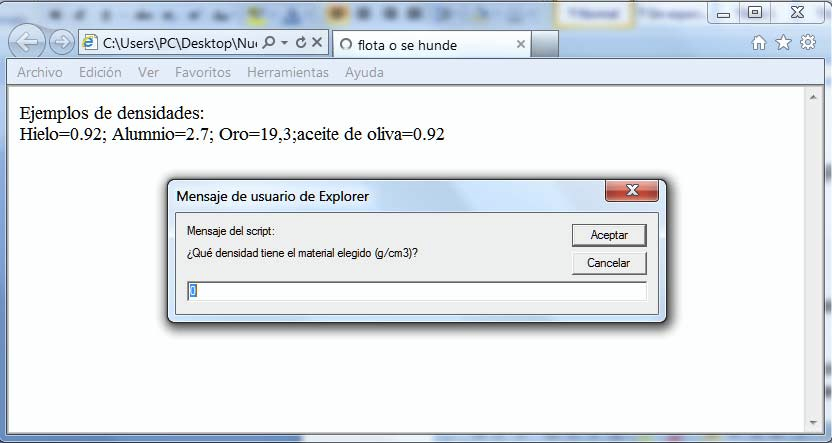 C:\Users\PC\Desktop\Nu
flota o se hunde
Archivo Edición Ver Favoritos Herramientas Ayuda
Ejemplos de densidades:
Hielo=0.92; Alumnio=2.7; Oro=19,3;aceite de oliva=0.92
Mensaje de usuario de Explorer
Mensaje del script:
¿Qué densidad tiene el material elegido (g/cm3)?
Aceptar
Cancelar
0